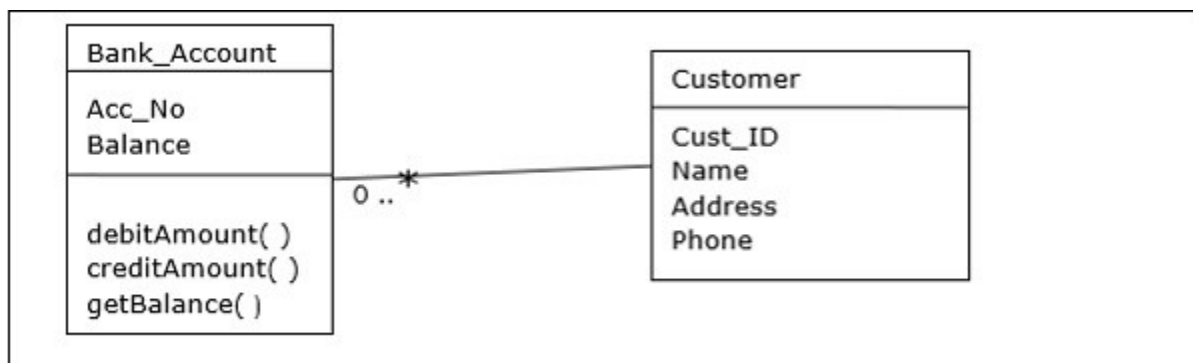 Bank_Account
Acc_No
Balance
debitAmount( )
creditAmount( )
getBalance( )
0 ..*
Customer
Cust_ID
Name
Address
Phone